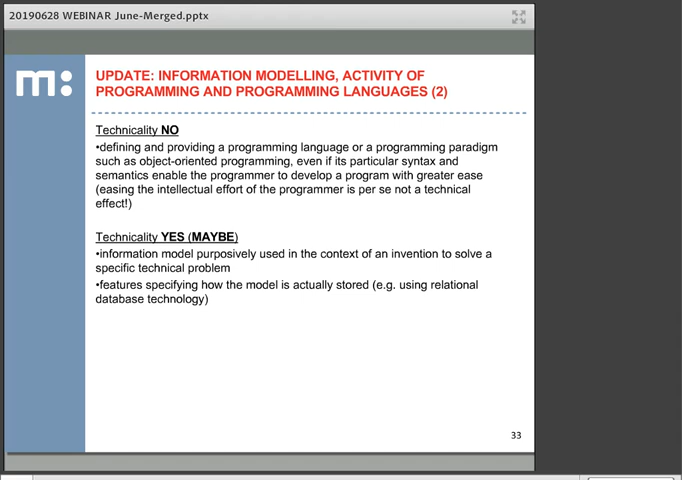 20190628 WEBINAR June-Merged.pptx
m:
UPDATE: INFORMATION MODELLING, ACTIVITY OF
PROGRAMMING AND PROGRAMMING LANGUAGES (2)
Technicality NO
•defining and providing a programming language or a programming paradigm
such as object-oriented programming, even if its particular syntax and
semantics enable the programmer to develop a program with greater ease
(easing the intellectual effort of the programmer is per se not a technical
effect!)
Technicality YES (MAYBE)
•information model purposively used in the context of an invention to solve a
specific technical problem
•features specifying how the model is actually stored (e.g. using relational
database technology)
33